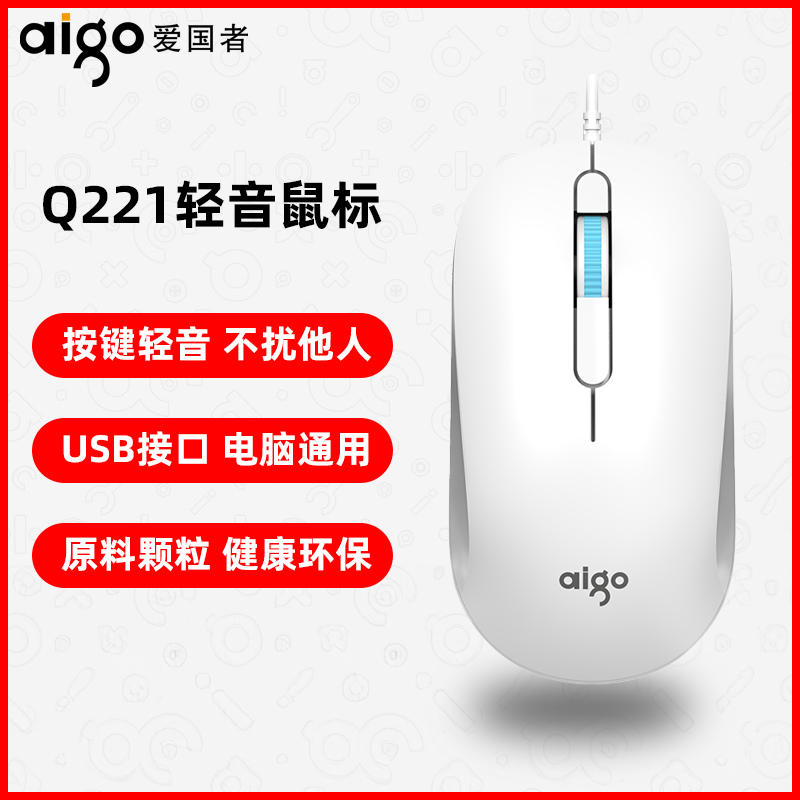 aigo 爱国者
Q221轻音鼠标
按键轻音 不扰他人
USB接口 电脑通用
原料颗粒 健康环保
aigo